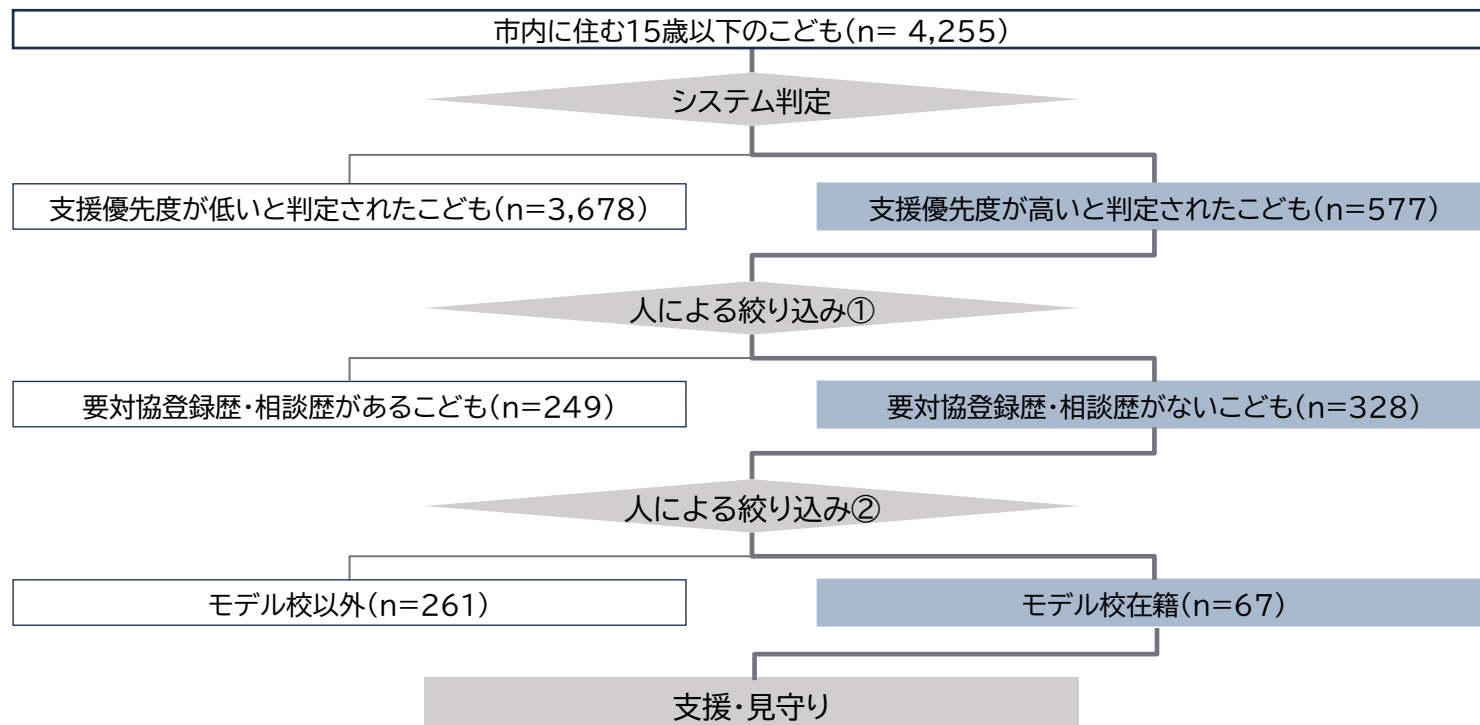 市内に住む15歳以下のこども(n= 4,255)
システム判定
支援優先度が低いと判定されたこども(n=3,678)
支援優先度が高いと判定されたこども(n=577)
人による絞り込み①
要対協登録歴・相談歴があるこども(n=249)
要対協登録歴・相談歴がないこども(n=328)
人による絞り込み②
モデル校以外(n=261)
モデル校在籍(n=67)
支援・見守り